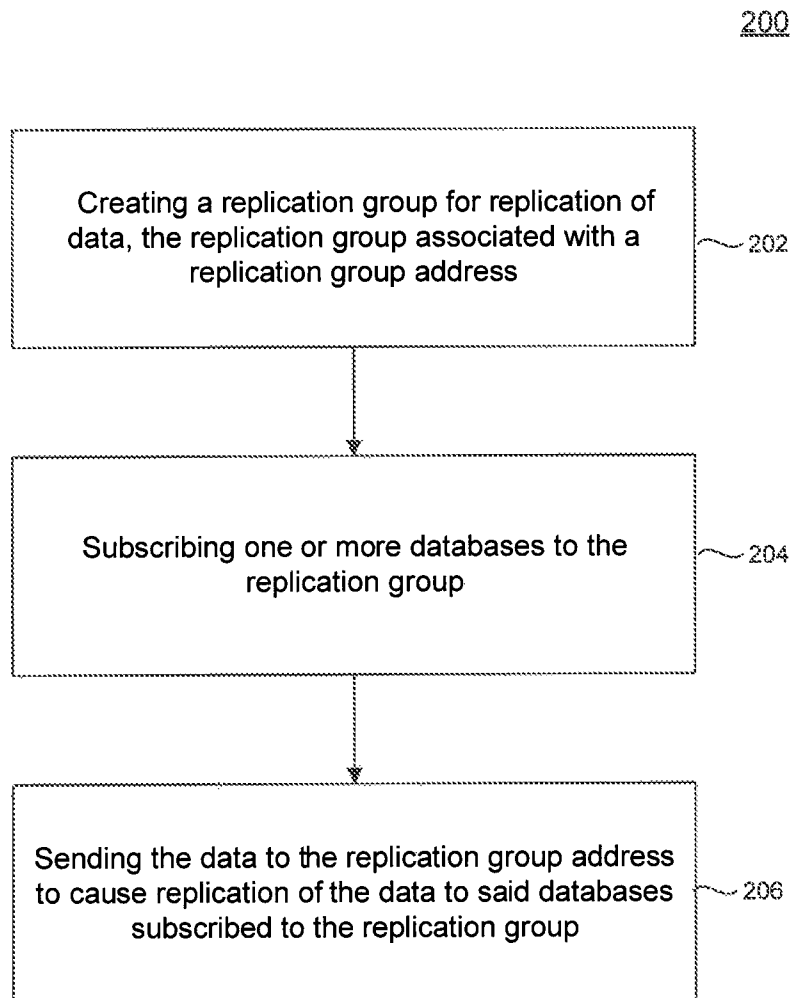 200
Creating a replication group for replication of
data, the replication group associated with a
replication group address
202
Subscribing one or more databases to the
replication group
204
Sending the data to the replication group address
to cause replication of the data to said databases
subscribed to the replication group
206